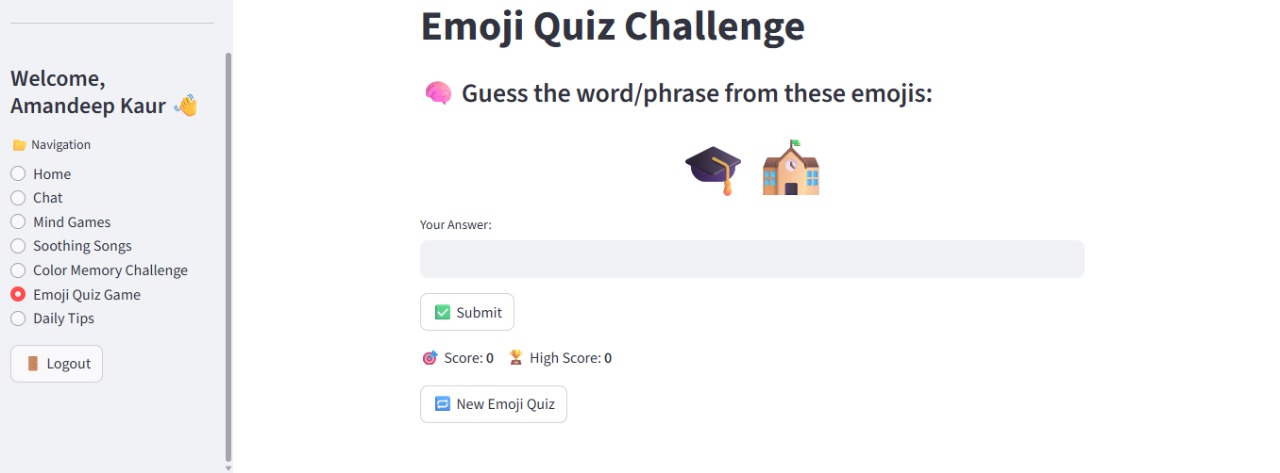 Welcome,
Amandeep Kaur 👋
📁 Navigation
Home
Chat
Mind Games
Soothing Songs
Color Memory Challenge
Emoji Quiz Game
Daily Tips
🚪 Logout
Emoji Quiz Challenge
🧠 Guess the word/phrase from these emojis:
🎓 🏫
Your Answer:
✅ Submit
🎯 Score: 0 🏆 High Score: 0
🔁 New Emoji Quiz